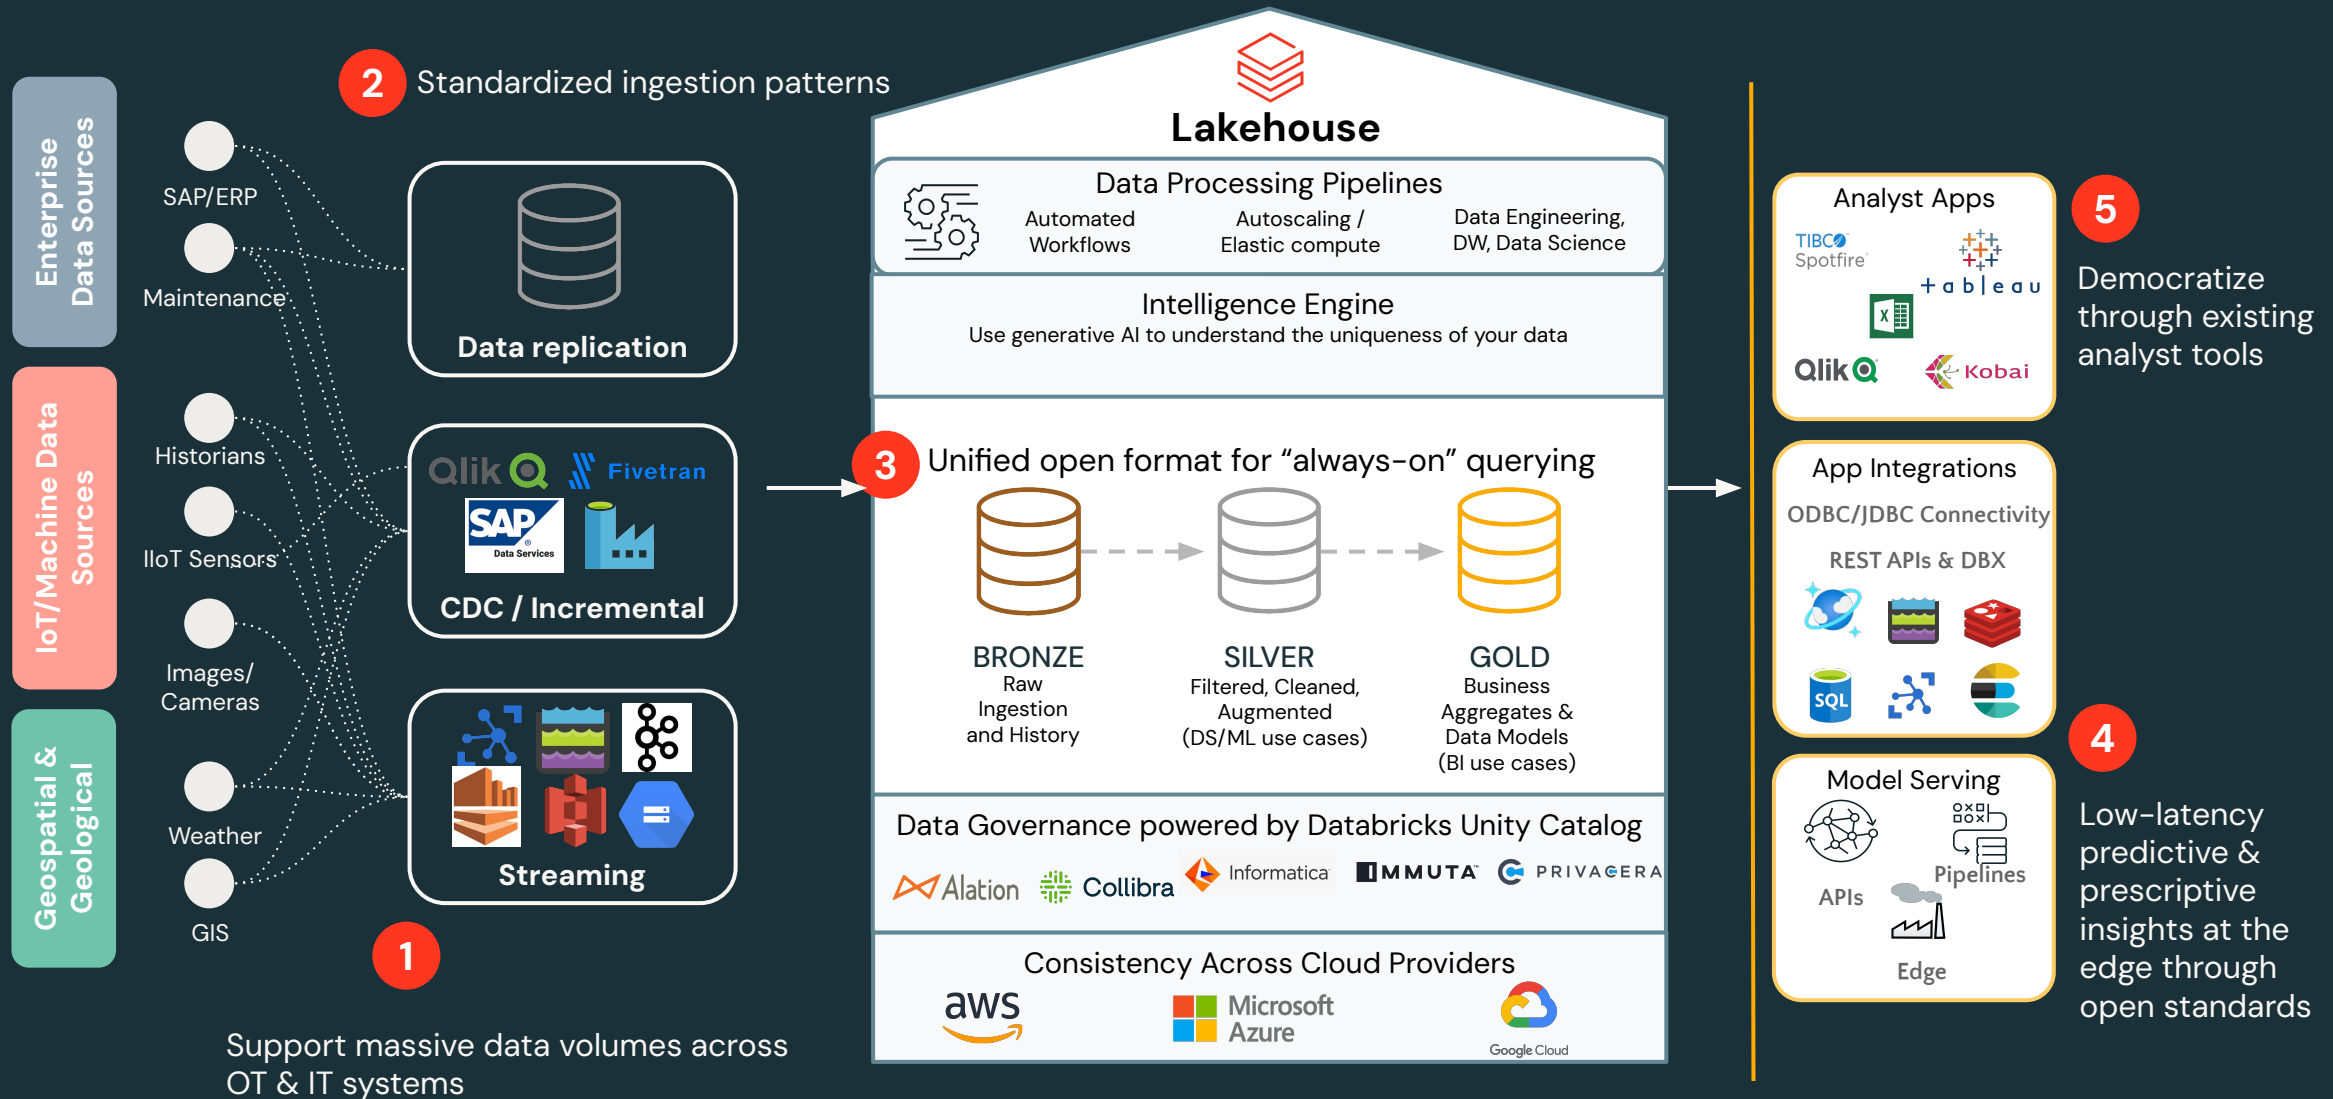 2
Standardized ingestion patterns
Enterprise
Data Sources
SAP/ERP
Maintenance
IoT/Machine Data
Sources
Historians
IIoT Sensors
Images/
Cameras
Geospatial &
Geological
Weather
GIS
Data replication
Qlik
Fivetran
SAP
®
Data Services
CDC / Incremental
Streaming
1
Support massive data volumes across
OT & IT systems
Lakehouse
Data Processing Pipelines
Automated
Workflows
Autoscaling /
Elastic compute
Data Engineering,
DW, Data Science
Intelligence Engine
Use generative AI to understand the uniqueness of your data
3
Unified open format for “always-on” querying
BRONZE
Raw
Ingestion
and History
SILVER
Filtered, Cleaned,
Augmented
(DS/ML use cases)
GOLD
Business
Aggregates &
Data Models
(BI use cases)
Data Governance powered by Databricks Unity Catalog
Alation
Collibra
Informatica
IMMUTA™
PRIVACERA
Consistency Across Cloud Providers
aws
Microsoft
Azure
Google Cloud
Analyst Apps
TIBCO™
Spotfire®
+ableau
X
Qlik
Kobai
5
Democratize
through existing
analyst tools
App Integrations
ODBC/JDBC Connectivity
REST APIs & DBX
SQL
4
Low-latency
predictive &
prescriptive
insights at the
edge through
open standards
Model Serving
APIs
Pipelines
Edge